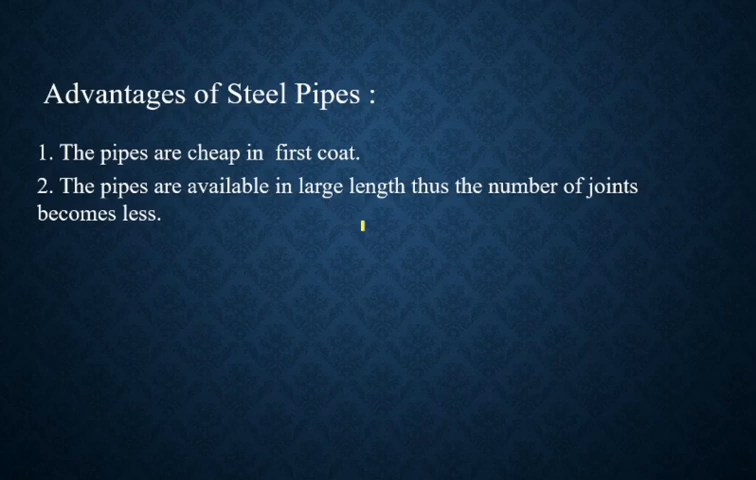 Advantages of Steel Pipes :
1. The pipes are cheap in  first coat.
2. The pipes are available in large length thus the number of joints
becomes less.